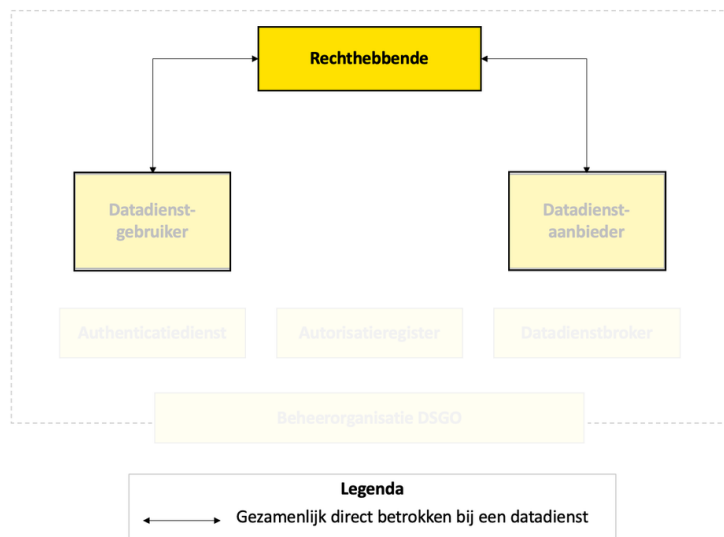 Rechthebbende
Datadienst-
gebruiker
Datadienst-
aanbieder
Authenticatiedienst
Autorisatieregister
Datadienstbroker
Beheerorganisatie DSGO
Legenda
Gezamenlijk direct betrokken bij een datadienst